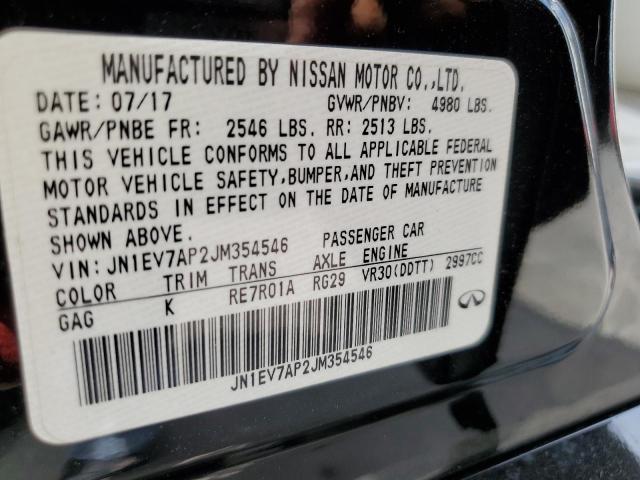 MANUFACTURED BY NISSAN MOTOR CO.,LTD.
DATE: 07/17 GVWR/PNBV: 4980 LBS.
GAWR/PNBE FR: 2546 LBS. RR: 2513 LBS.
THIS VEHICLE CONFORMS TO ALL APPLICABLE FEDERAL
MOTOR VEHICLE SAFETY,BUMPER,AND THEFT PREVENTION
STANDARDS IN EFFECT ON THE DATE OF MANUFACTURE
SHOWN ABOVE.
VIN: JN1EV7AP2JM354546 PASSENGER CAR
COLOR TRIM TRANS AXLE ENGINE
GAG K RE7R01A RG29 VR30(DDTT) 2997CC
JN1EV7AP2JM354546